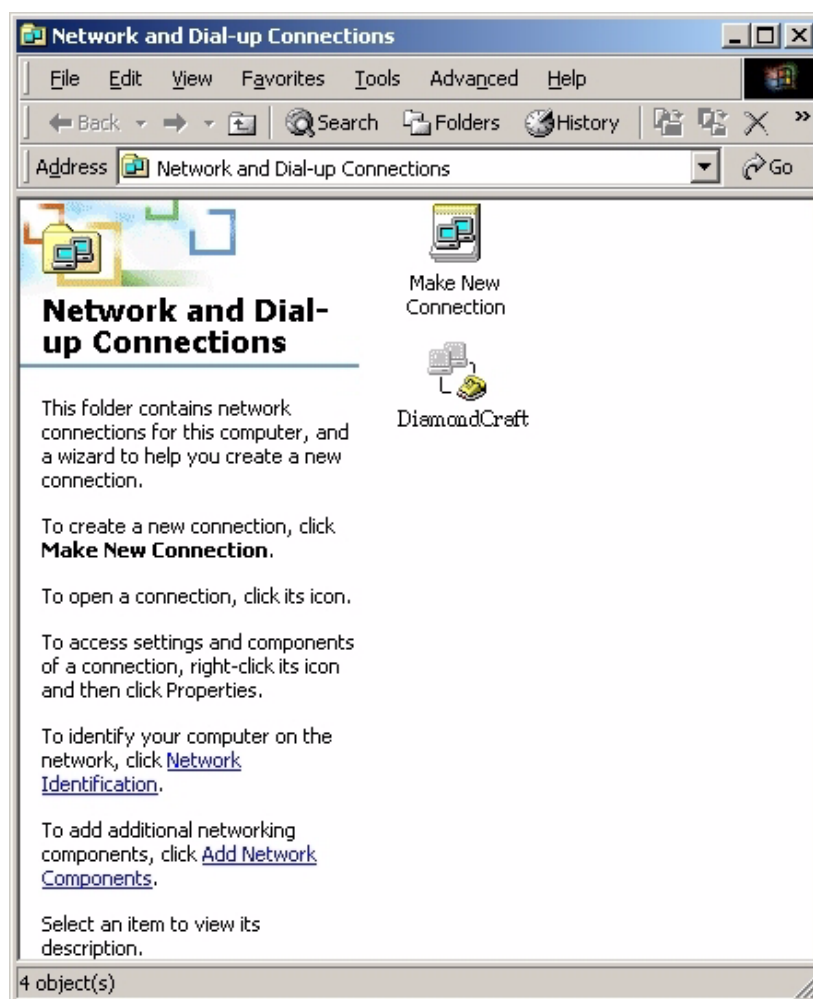 Network and Dial-up Connections
File Edit View Favorites Tools Advanced Help
Back Search Folders History »
Address Network and Dial-up Connections Go
Make New
Connection
DiamondCraft
Network and Dial-
up Connections
This folder contains network
connections for this computer, and
a wizard to help you create a new
connection.
To create a new connection, click
Make New Connection.
To open a connection, click its icon.
To access settings and components
of a connection, right-click its icon
and then click Properties.
To identify your computer on the
network, click Network
Identification.
To add additional networking
components, click Add Network
Components.
Select an item to view its
description.
4 object(s)